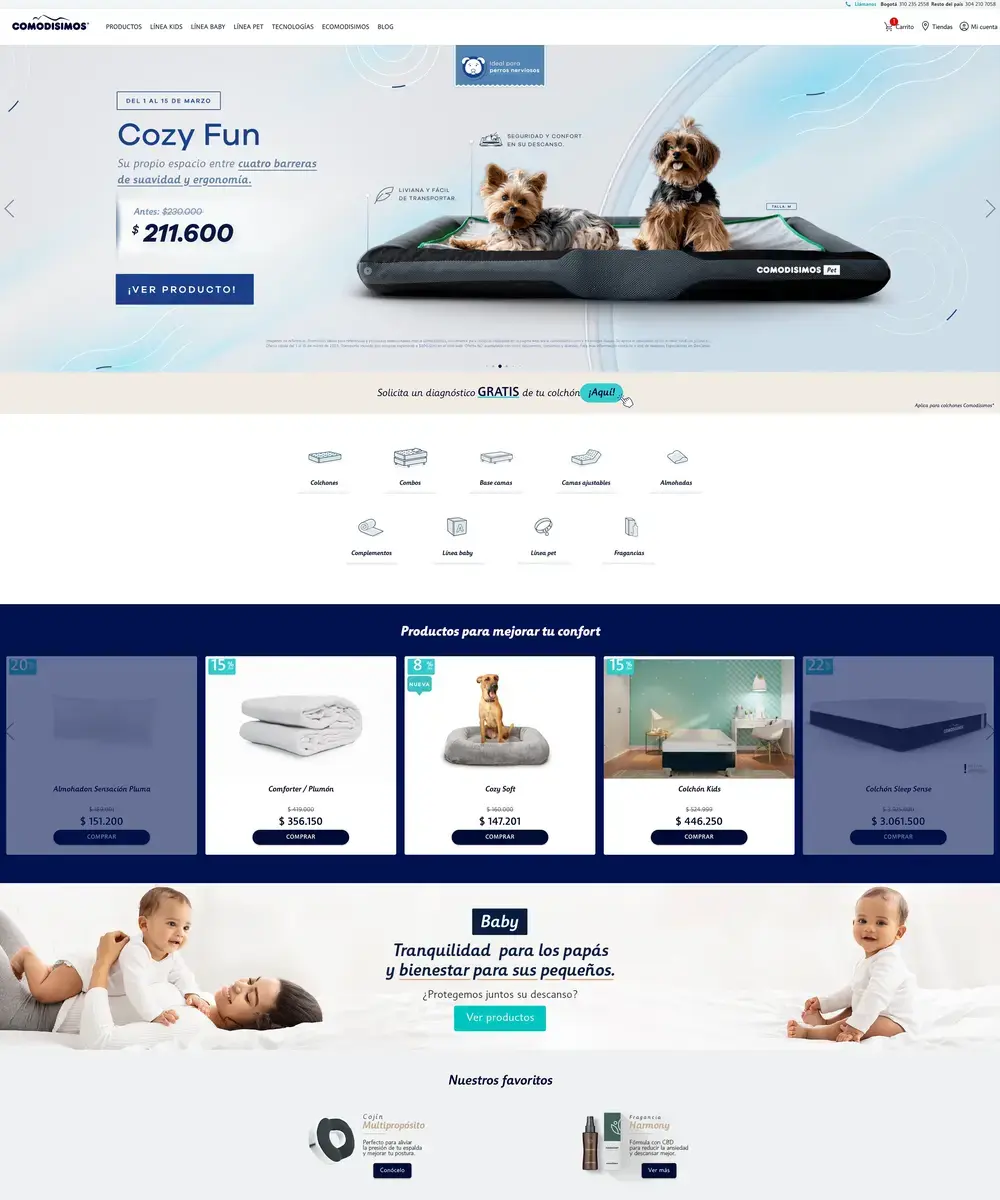 Llámanos Bogotá 310 235 2558 Resto del país 304 210 7058
COMODISIMOS
PRODUCTOS LÍNEA KIDS LÍNEA BABY LÍNEA PET TECNOLOGÍAS ECOMODISIMOS BLOG
1
Carrito Tiendas Mi cuenta
Ideal para
perros nerviosos
DEL 1 AL 15 DE MARZO
Cozy Fun
Su propio espacio entre cuatro barreras
de suavidad y ergonomía.
Antes: $230.000
$ 211.600
¡VER PRODUCTO!
SEGURIDAD Y CONFORT
EN SU DESCANSO.
LIVIANA Y FÁCIL
DE TRANSPORTAR
TALLA: M
COMODISIMOS Pet
Solicita un diagnóstico GRATIS de tu colchón ¡Aquí!
Aplica para colchones Comodísimos*
Colchones Combos Base camas Camas ajustables Almohadas
A
Complementos Línea baby Línea pet Fragancias
Productos para mejorar tu confort
20
Almohadon Sensación Pluma
$ 151.200
COMPRAR
15 %
Comforter / Plumón
$ 419.000
$ 356.150
COMPRAR
8 %
NUEVA
Cozy Soft
$ 160.000
$ 147.201
COMPRAR
15 %
Colchón Kids
$ 524.999
$ 446.250
COMPRAR
22 %
COMODISIMOS
Colchón Sleep Sense
$ 3.061.500
COMPRAR
Baby
Tranquilidad para los papás
y bienestar para sus pequeños.
¿Protegemos juntos su descanso?
Ver productos
Nuestros favoritos
Cojín
Multipropósito
Perfecto para aliviar
la presión de tu espalda
y mejorar tu postura.
Conócelo
Fragancia
Harmony
Fórmula con CBD
para reducir la ansiedad
y descansar mejor.
Ver más